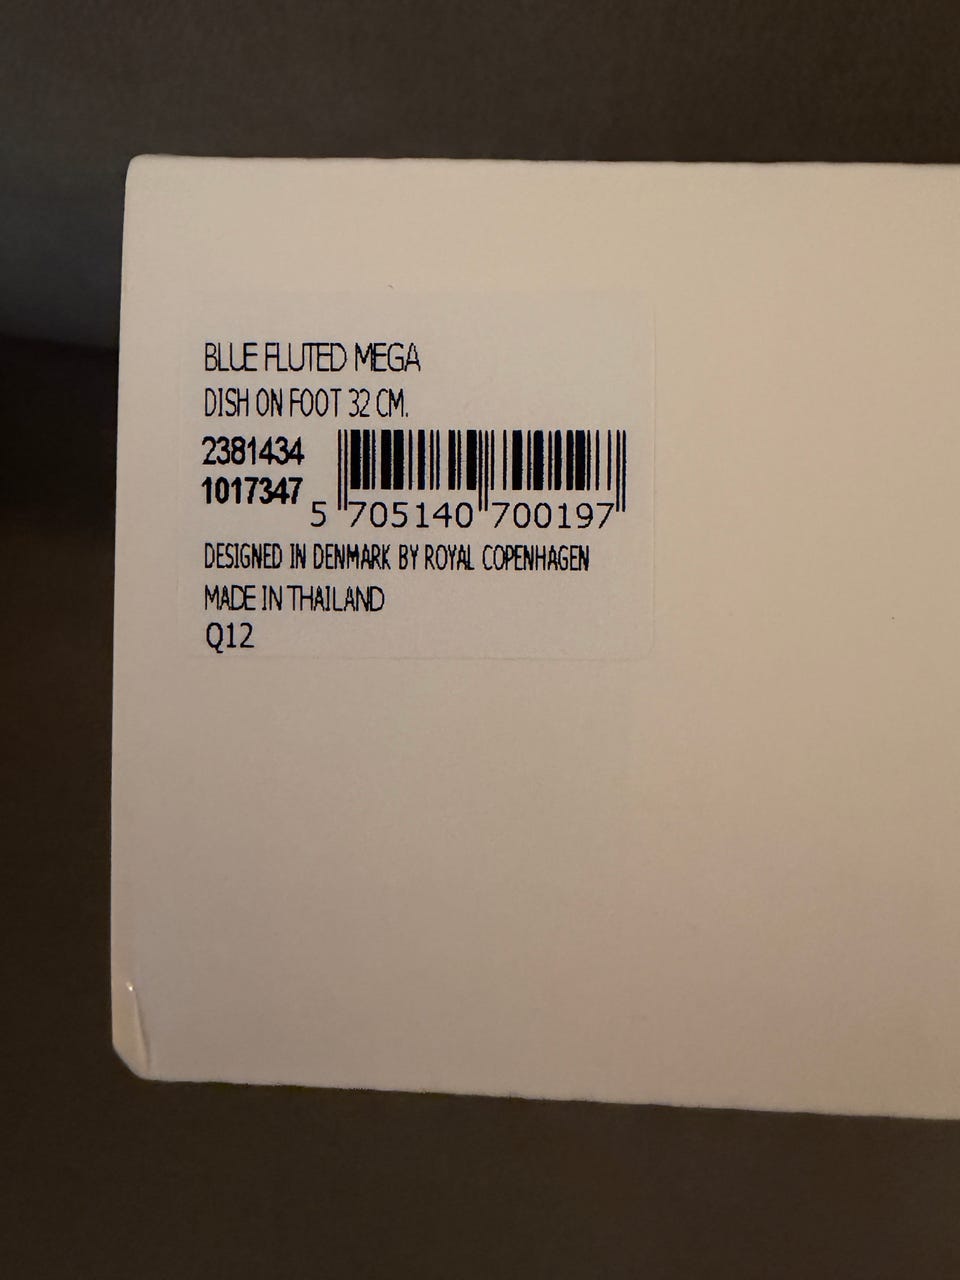 BLUE FLUTED MEGA
DISH ON FOOT 32 CM.
2381434
1017347
5 705140 700197
DESIGNED IN DENMARK BY ROYAL COPENHAGEN
MADE IN THAILAND
Q12